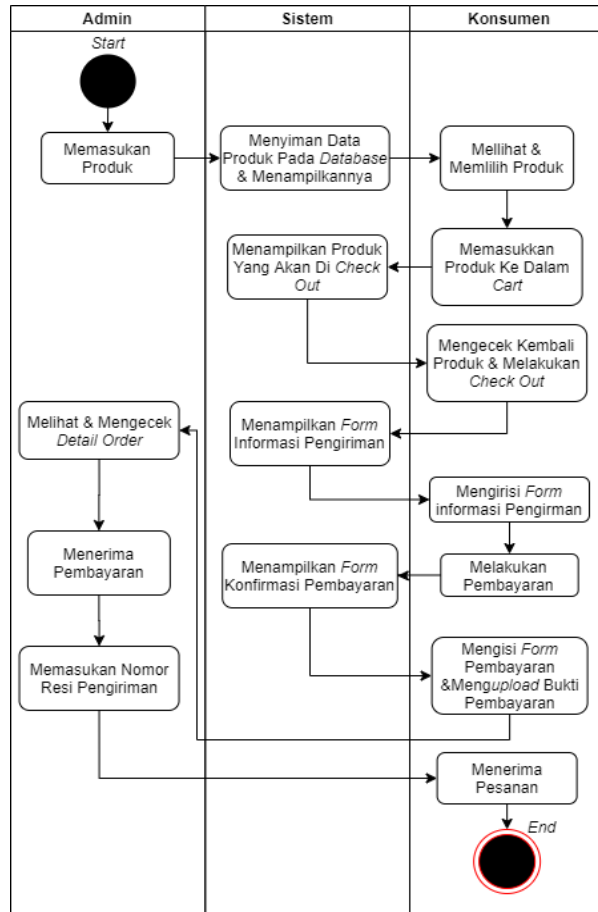 Admin
Sistem
Konsumen
Start
Memasukan
Produk
Menyiman Data
Produk Pada Database
& Menampilkannya
Mellihat &
Memlilih Produk
Menampilkan Produk
Yang Akan Di Check
Out
Memasukkan
Produk Ke Dalam
Cart
Mengecek Kembali
Produk & Melakukan
Check Out
Melihat & Mengecek
Detail Order
Menampilkan Form
Informasi Pengiriman
Mengirisi Form
informasi Pengirman
Menerima
Pembayaran
Menampilkan Form
Konfirmasi Pembayaran
Melakukan
Pembayaran
Memasukan Nomor
Resi Pengiriman
Mengisi Form
Pembayaran
&Mengupload Bukti
Pembayaran
Menerima
Pesanan
End